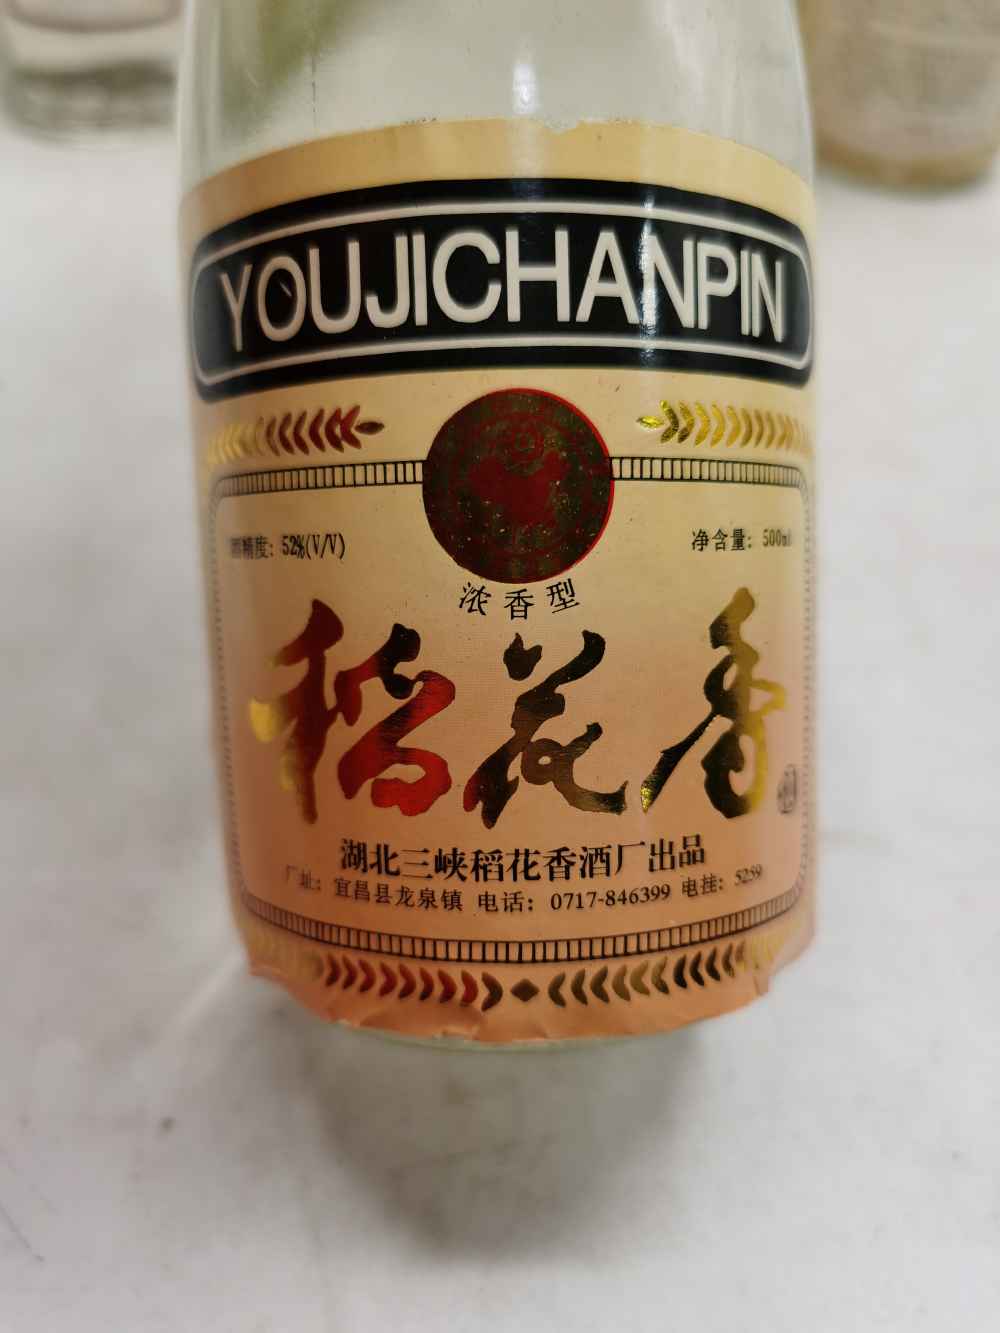 YOUJICHANPIN
酒精度：52%(V/V)
净含量：500ml
浓香型
稻花香
湖北三峡稻花香酒厂出品
厂址：宜昌县龙泉镇 电话：0717-846399 电挂：5259